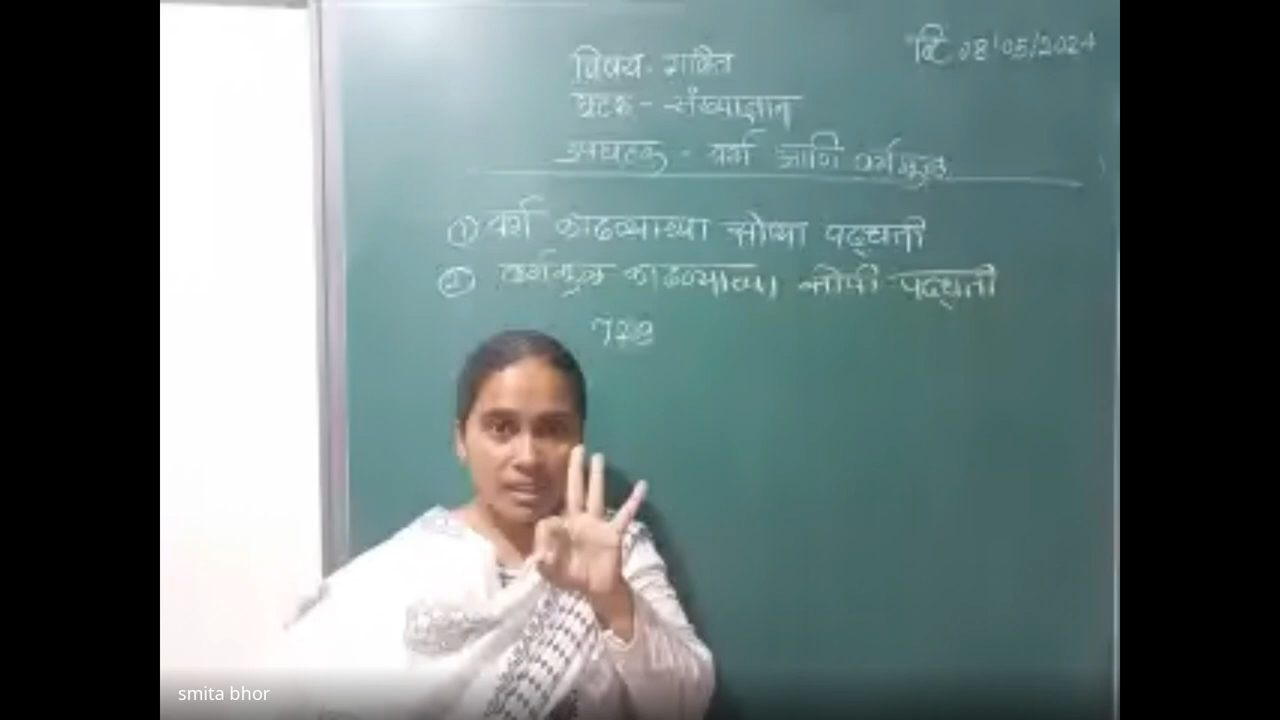 दि. 08/05/2024
विषय - गणित
घटक - संख्याज्ञान
उपघटक - वर्ग आणि वर्गमूळ
① वर्ग काढण्याच्या सोप्या पद्धती
② वर्गमूळ काढण्याच्या सोपी पद्धती
729
smita bhor